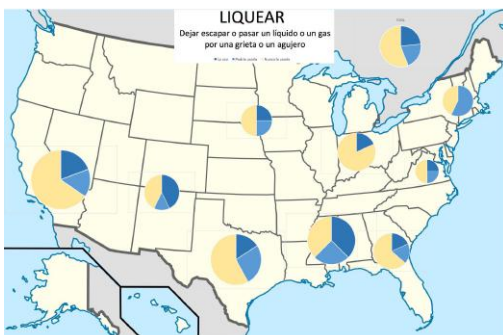 LIQUEAR
Dejar escapar o pasar un líquido o un gas
por una grieta o un agujero